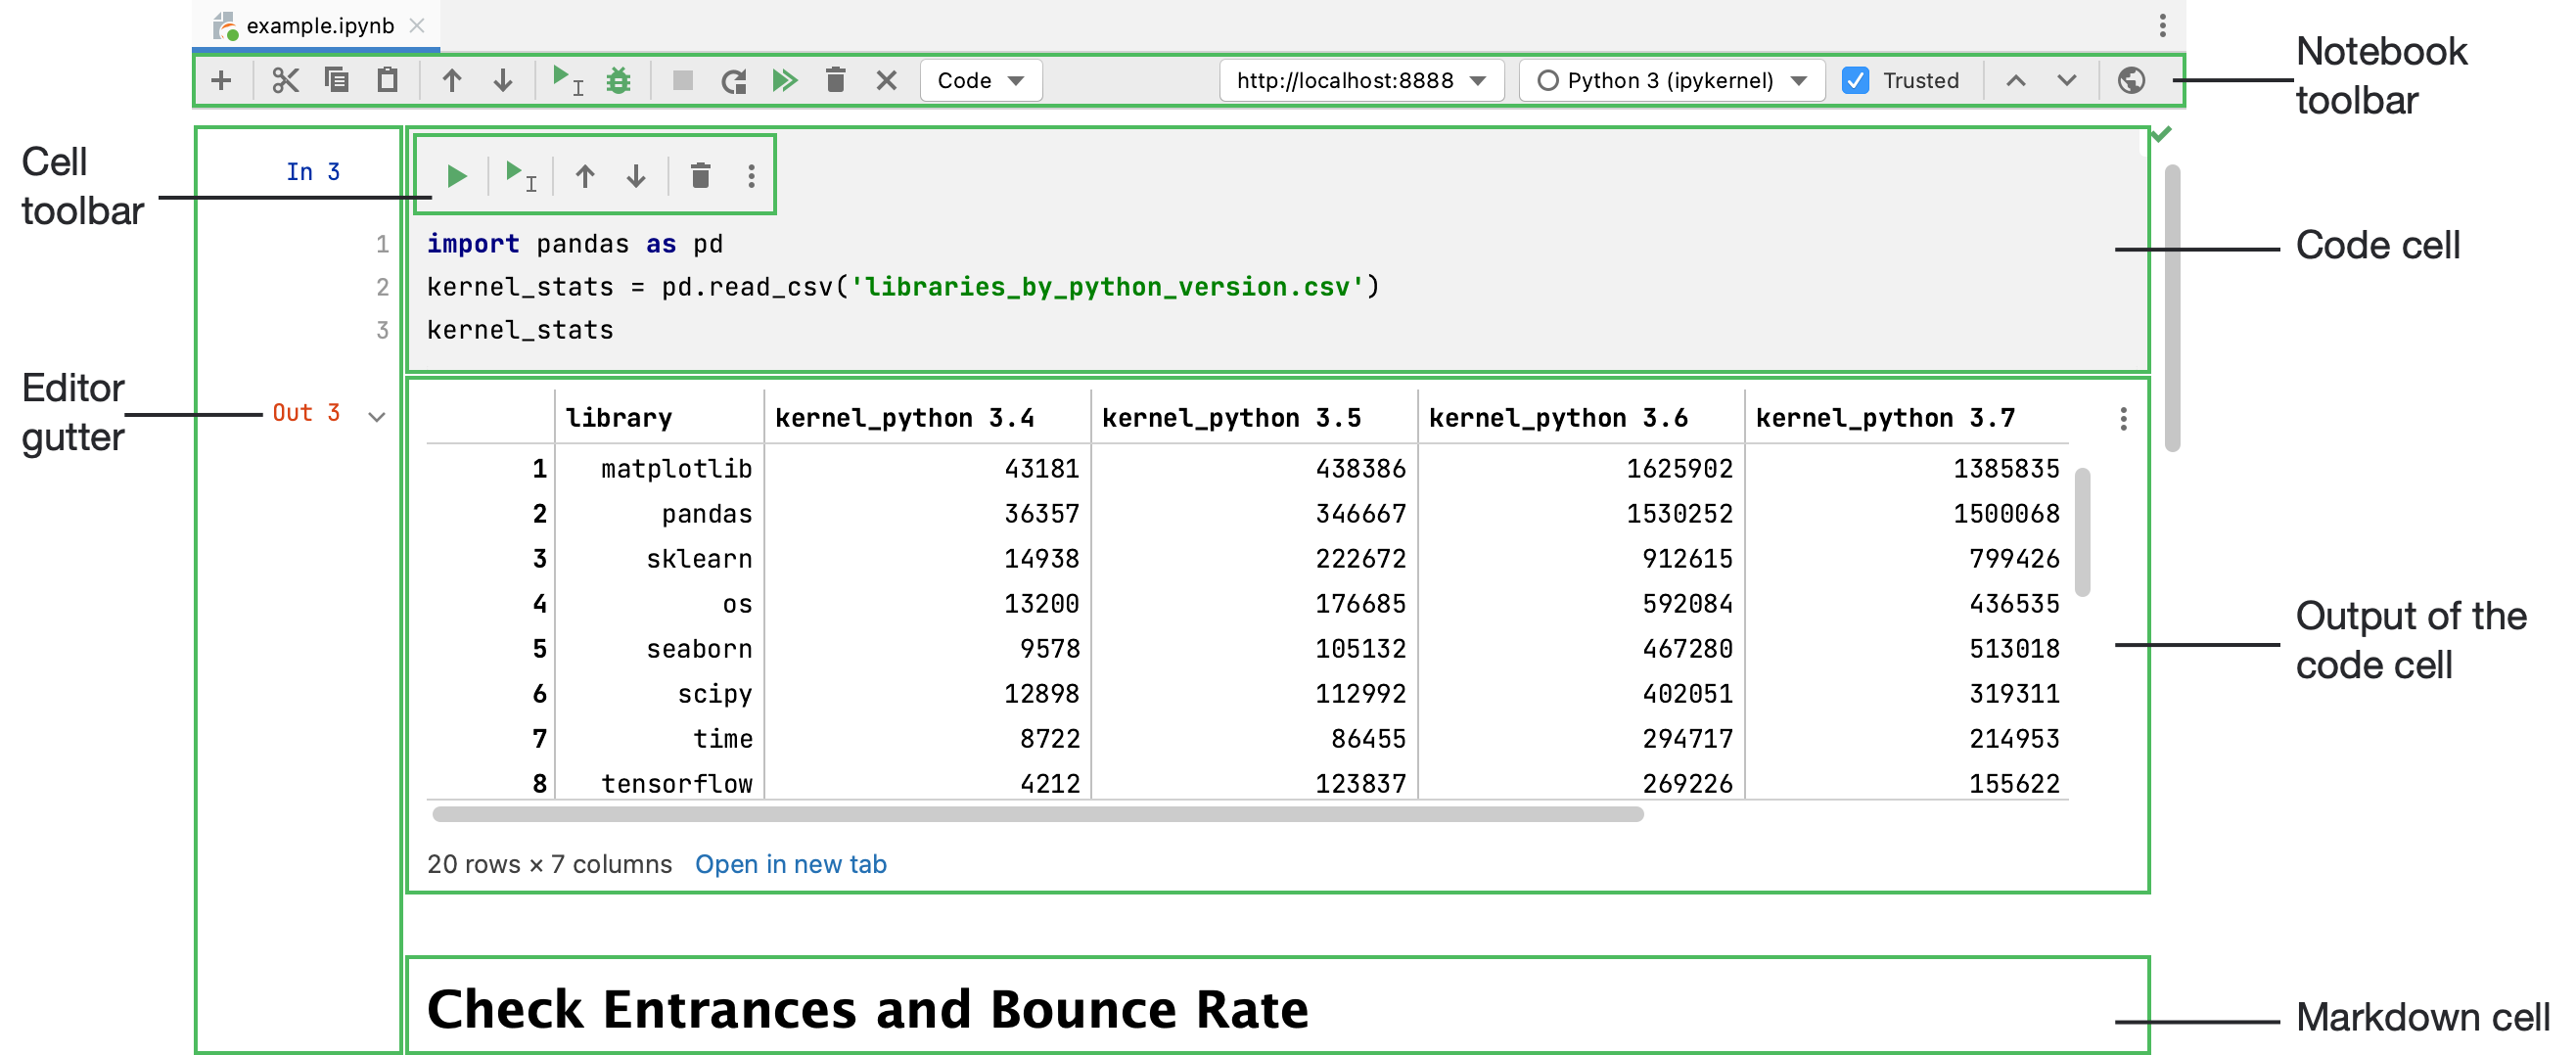 example.ipynb
Code
http://localhost:8888
Python 3 (ipykernel)
Trusted
Notebook
toolbar
Cell
toolbar
In 3
1 import pandas as pd
2 kernel_stats = pd.read_csv('libraries_by_python_version.csv')
3 kernel_stats
Code cell
Editor
gutter
Out 3
library kernel_python 3.4 kernel_python 3.5 kernel_python 3.6 kernel_python 3.7
1 matplotlib 43181 438386 1625902 1385835
2 pandas 36357 346667 1530252 1500068
3 sklearn 14938 222672 912615 799426
4 os 13200 176685 592084 436535
5 seaborn 9578 105132 467280 513018
6 scipy 12898 112992 402051 319311
7 time 8722 86455 294717 214953
8 tensorflow 4212 123837 269226 155622
Output of the
code cell
20 rows × 7 columns Open in new tab
Check Entrances and Bounce Rate
Markdown cell